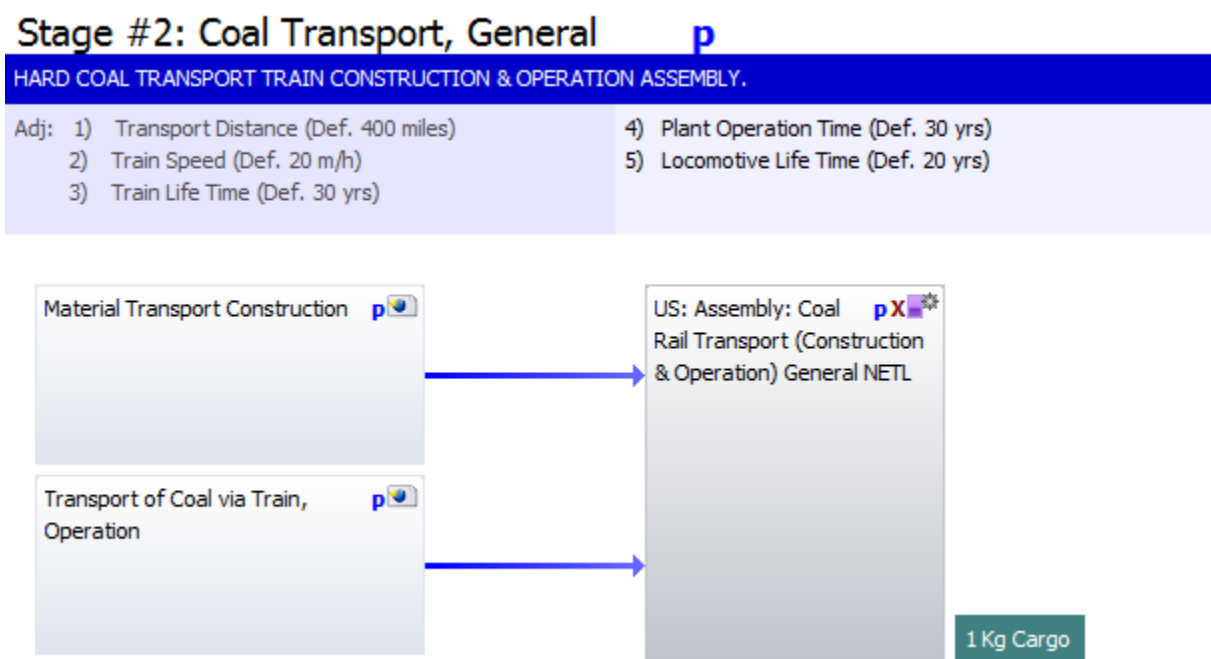 Stage #2: Coal Transport, General p
HARD COAL TRANSPORT TRAIN CONSTRUCTION & OPERATION ASSEMBLY.
Adj: 1) Transport Distance (Def. 400 miles)
2) Train Speed (Def. 20 m/h)
3) Train Life Time (Def. 30 yrs)
4) Plant Operation Time (Def. 30 yrs)
5) Locomotive Life Time (Def. 20 yrs)
Material Transport Construction p
Transport of Coal via Train, p
Operation
US: Assembly: Coal p X
Rail Transport (Construction
& Operation) General NETL
1 Kg Cargo